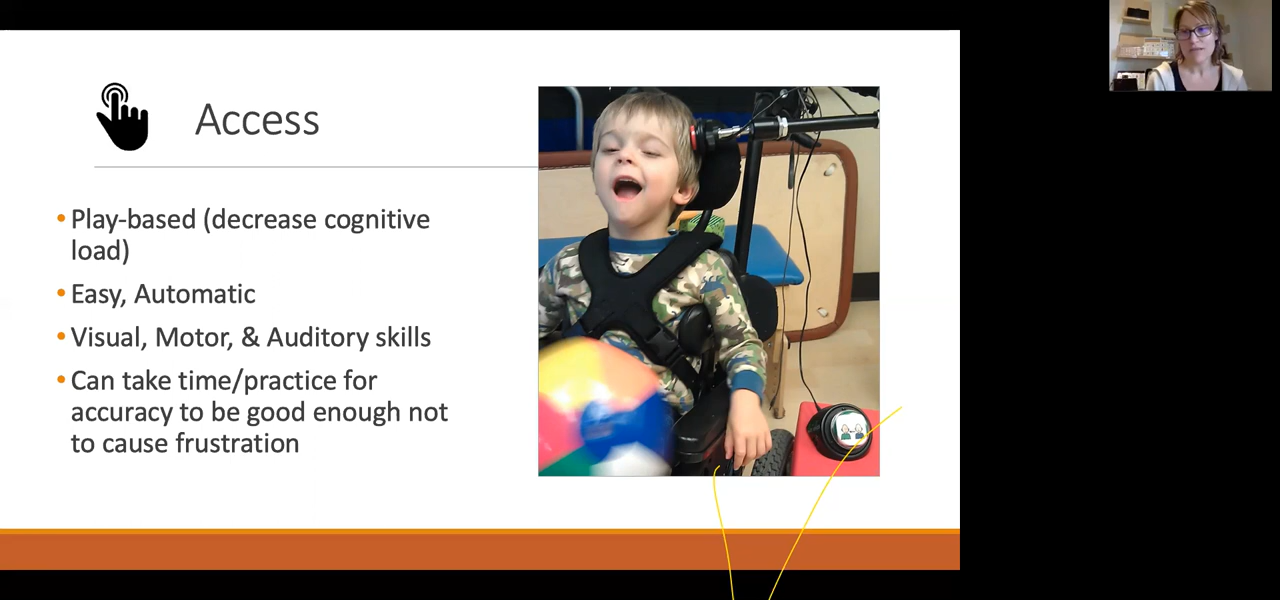 Access
•Play-based (decrease cognitive
load)
•Easy, Automatic
•Visual, Motor, & Auditory skills
•Can take time/practice for
accuracy to be good enough not
to cause frustration